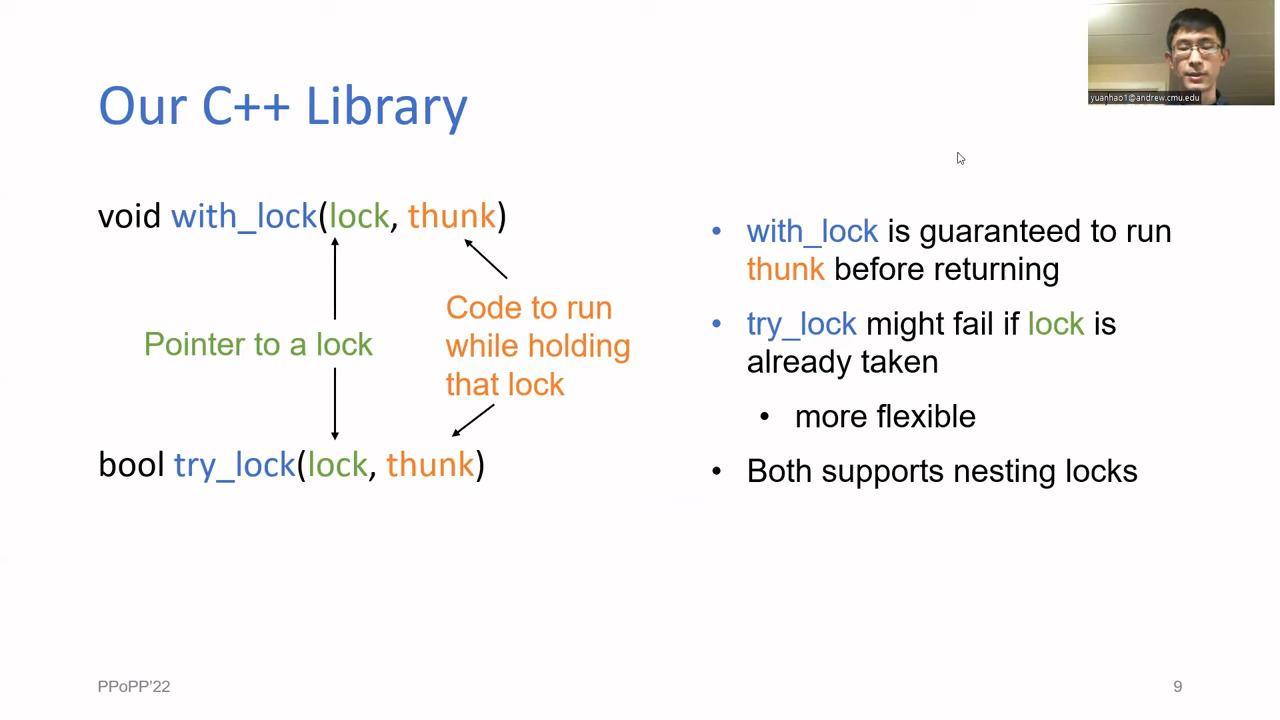 Our C++ Library
yuanhao1@andrew.cmu.edu
void with_lock(lock, thunk)
Pointer to a lock
Code to run
while holding
that lock
bool try_lock(lock, thunk)
• with_lock is guaranteed to run
thunk before returning
• try_lock might fail if lock is
already taken
• more flexible
• Both supports nesting locks
PPoPP’22
9